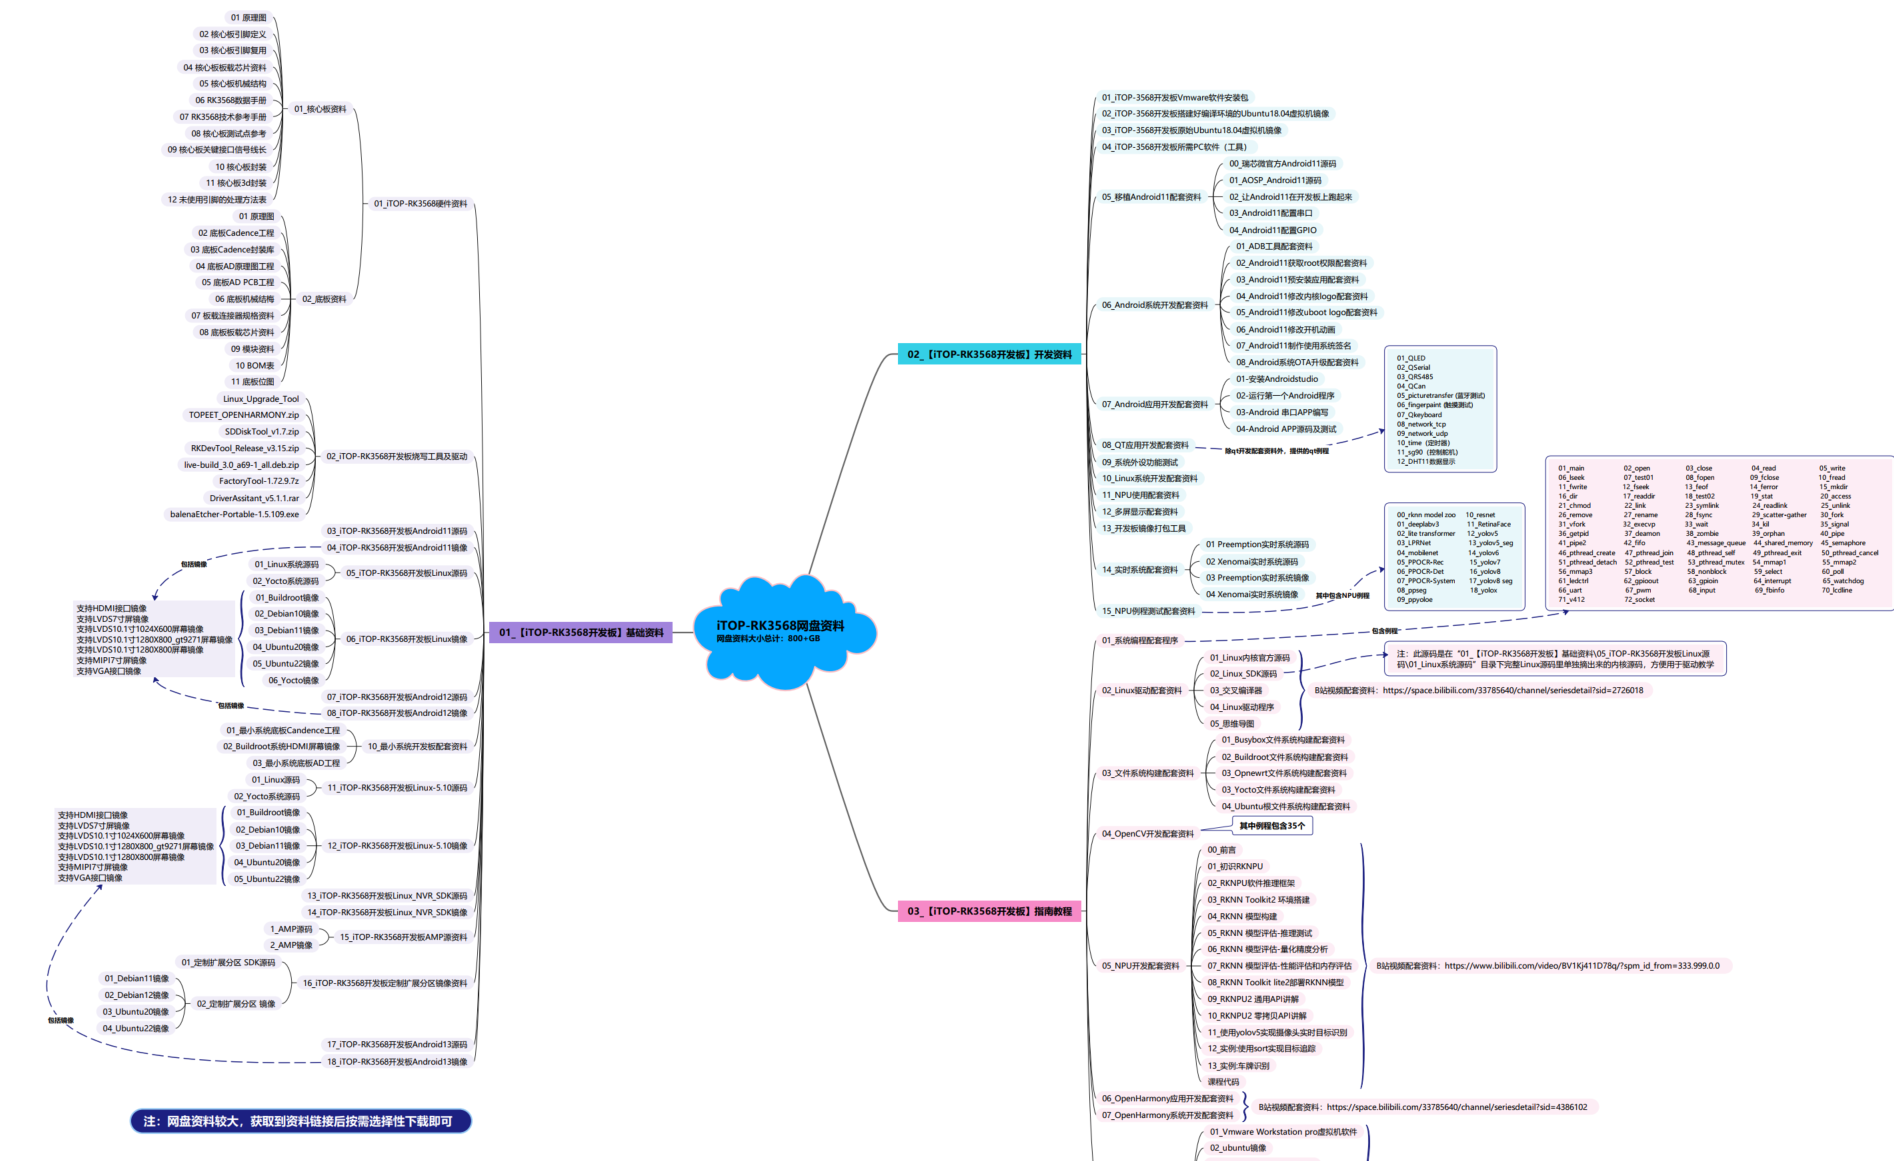 iTOP-RK3568网盘资料
网盘资料大小总计：800+GB
01_【iTOP-RK3568开发板】基础资料
01_iTOP-RK3568硬件资料
01_核心板资料
01 原理图
02 核心板引脚定义
03 核心板引脚复用
04 核心板板载芯片资料
05 核心板机械结构
06 RK3568数据手册
07 RK3568技术参考手册
08 核心板测试点参考
09 核心板关键接口信号线长
10 核心板封装
11 核心板3d封装
12 未使用引脚的处理方法表
02_底板资料
01 原理图
02 底板Cadence工程
03 底板Cadence封装库
04 底板AD原理图工程
05 底板AD PCB工程
06 底板机械结梅
07 板载连接器规格资料
08 底板板载芯片资料
09 模块资料
10 BOM表
11 底板位图
02_iTOP-RK3568开发板烧写工具及驱动
Linux_Upgrade_Tool
TOPEET_OPENHARMONY.zip
SDDiskTool_v1.7.zip
RKDevTool_Release_v3.15.zip
live-build_3.0_a69-1_all.deb.zip
FactoryTool-1.72.9.7z
DriverAssitant_v5.1.1.rar
balenaEtcher-Portable-1.5.109.exe
03_iTOP-RK3568开发板Android11源码
04_iTOP-RK3568开发板Android11镜像
包括镜像
05_iTOP-RK3568开发板Linux源码
01_Linux系统源码
02_Yocto系统源码
06_iTOP-RK3568开发板Linux镜像
01_Buildroot镜像
02_Debian10镜像
03_Debian11镜像
04_Ubuntu20镜像
05_Ubuntu22镜像
06_Yocto镜像
支持HDMI接口镜像
支持LVDS7寸屏镜像
支持LVDS10.1寸1024X600屏幕镜像
支持LVDS10.1寸1280X800_gt9271屏幕镜像
支持LVDS10.1寸1280X800屏幕镜像
支持MIPI7寸屏镜像
支持VGA接口镜像
07_iTOP-RK3568开发板Android12源码
08_iTOP-RK3568开发板Android12镜像
包括镜像
10_最小系统开发板配套资料
01_最小系统底板Candence工程
02_Buildroot系统HDMI屏幕镜像
03_最小系统底板AD工程
11_iTOP-RK3568开发板Linux-5.10源码
01_Linux源码
02_Yocto系统源码
12_iTOP-RK3568开发板Linux-5.10镜像
01_Buildroot镜像
02_Debian10镜像
03_Debian11镜像
04_Ubuntu20镜像
05_Ubuntu22镜像
支持HDMI接口镜像
支持LVDS7寸屏镜像
支持LVDS10.1寸1024X600屏幕镜像
支持LVDS10.1寸1280X800_gt9271屏幕镜像
支持LVDS10.1寸1280X800屏幕镜像
支持MIPI7寸屏镜像
支持VGA接口镜像
13_iTOP-RK3568开发板Linux_NVR_SDK源码
14_iTOP-RK3568开发板Linux_NVR_SDK镜像
15_iTOP-RK3568开发板AMP源资料
1_AMP源码
2_AMP镜像
16_iTOP-RK3568开发板定制扩展分区镜像资料
01_定制扩展分区 SDK源码
02_定制扩展分区 镜像
01_Debian11镜像
02_Debian12镜像
03_Ubuntu20镜像
04_Ubuntu22镜像
17_iTOP-RK3568开发板Android13源码
18_iTOP-RK3568开发板Android13镜像
包括镜像
注：网盘资料较大，获取到资料链接后按需选择性下载即可
02_【iTOP-RK3568开发板】开发资料
01_iTOP-3568开发板Vmware软件安装包
02_iTOP-3568开发板搭建好编译环境的Ubuntu18.04虚拟机镜像
03_iTOP-3568开发板原始Ubuntu18.04虚拟机镜像
04_iTOP-3568开发板所需PC软件（工具）
05_移植Android11配套资料
00_瑞芯微官方Android11源码
01_AOSP_Android11源码
02_让Android11在开发板上跑起来
03_Android11配置串口
04_Android11配置GPIO
06_Android系统开发配套资料
01_ADB工具配套资料
02_Android11获取root权限配套资料
03_Android11预安装应用配套资料
04_Android11修改内核logo配套资料
05_Android11修改uboot logo配套资料
06_Android11修改开机动画
07_Android11制作使用系统签名
08_Android系统OTA升级配套资料
07_Android应用开发配套资料
01-安装Androidstudio
02-运行第一个Android程序
03-Android 串口APP编写
04-Android APP源码及测试
08_QT应用开发配套资料
除qt开发配套资料外，提供的qt例程
01_QLED
02_QSerial
03_QRS485
04_QCan
05_picturetransfer (蓝牙测试)
06_fingerpaint (触摸测试)
07_Qkeyboard
08_network_tcp
09_network_udp
10_time（定时器）
11_sg90（控制舵机）
12_DHT11数据显示
09_系统外设功能测试
10_Linux系统开发配套资料
11_NPU使用配套资料
12_多屏显示配套资料
13_开发板镜像打包工具
14_实时系统配套资料
01 Preemption实时系统源码
02 Xenomai实时系统源码
03 Preemption实时系统镜像
04 Xenomai实时系统镜像
15_NPU例程测试配套资料
其中包含NPU例程
00_rknn model zoo 10_resnet
01_deeplabv3 11_RetinaFace
02_lite transformer 12_yolov5
03_LPRNet 13_yolov5_seg
04_mobilenet 14_yolov6
05_PPOCR-Rec 15_yolov7
06_PPOCR-Det 16_yolov8
07_PPOCR-System 17_yolov8 seg
08_ppseg 18_yolox
09_ppyoloe
03_【iTOP-RK3568开发板】指南教程
01_系统编程配套程序
包含例程
01_main 02_open 03_close 04_read 05_write
06_lseek 07_test01 08_fopen 09_fclose 10_fread
11_fwrite 12_fseek 13_feof 14_ferror 15_mkdir
16_dir 17_readdir 18_test02 19_stat 20_access
21_chmod 22_link 23_symlink 24_readlink 25_unlink
26_remove 27_rename 28_fsync 29_scatter-gather 30_fork
31_vfork 32_execvp 33_wait 34_kil 35_signal
36_getpid 37_deamon 38_zombie 39_orphan 40_pipe
41_pipe2 42_fifo 43_message_queue 44_shared_memory 45_semaphore
46_pthread_create 47_pthread_join 48_pthread_self 49_pthread_exit 50_pthread_cancel
51_pthread_detach 52_pthread_test 53_pthread_mutex 54_mmap1 55_mmap2
56_mmap3 57_block 58_nonblock 59_select 60_poll
61_ledctrl 62_gpioout 63_gpioin 64_interrupt 65_watchdog
66_uart 67_pwm 68_input 69_fbinfo 70_lcdline
71_v412 72_socket
02_Linux驱动配套资料
01_Linux内核官方源码
02_Linux_SDK源码
03_交叉编译器
04_Linux驱动程序
05_思维导图
注：此源码是在“01_【iTOP-RK3568开发板】基础资料\05_iTOP-RK3568开发板Linux源
码\01_Linux系统源码”目录下完整Linux源码里单独摘出来的内核源码，方便用于驱动教学
B站视频配套资料：https://space.bilibili.com/33785640/channel/seriesdetail?sid=2726018
03_文件系统构建配套资料
01_Busybox文件系统构建配套资料
02_Buildroot文件系统构建配套资料
03_Opnewrt文件系统构建配套资料
03_Yocto文件系统构建配套资料
04_Ubuntu根文件系统构建配套资料
04_OpenCV开发配套资料
其中例程包含35个
05_NPU开发配套资料
00_前言
01_初识RKNPU
02_RKNPU软件推理框架
03_RKNN Toolkit2 环境搭建
04_RKNN 模型构建
05_RKNN 模型评估-推理测试
06_RKNN 模型评估-量化精度分析
07_RKNN 模型评估-性能评估和内存评估
08_RKNN Toolkit lite2部署RKNN模型
09_RKNPU2 通用API讲解
10_RKNPU2 零拷贝API讲解
11_使用yolov5实现摄像头实时目标识别
12_实例:使用sort实现目标追踪
13_实例:车牌识别
课程代码
B站视频配套资料：https://www.bilibili.com/video/BV1Kj411D78q/?spm_id_from=333.999.0.0
06_OpenHarmony应用开发配套资料
07_OpenHarmony系统开发配套资料
B站视频配套资料：https://space.bilibili.com/33785640/channel/seriesdetail?sid=4386102
01_Vmware Workstation pro虚拟机软件
02_ubuntu镜像